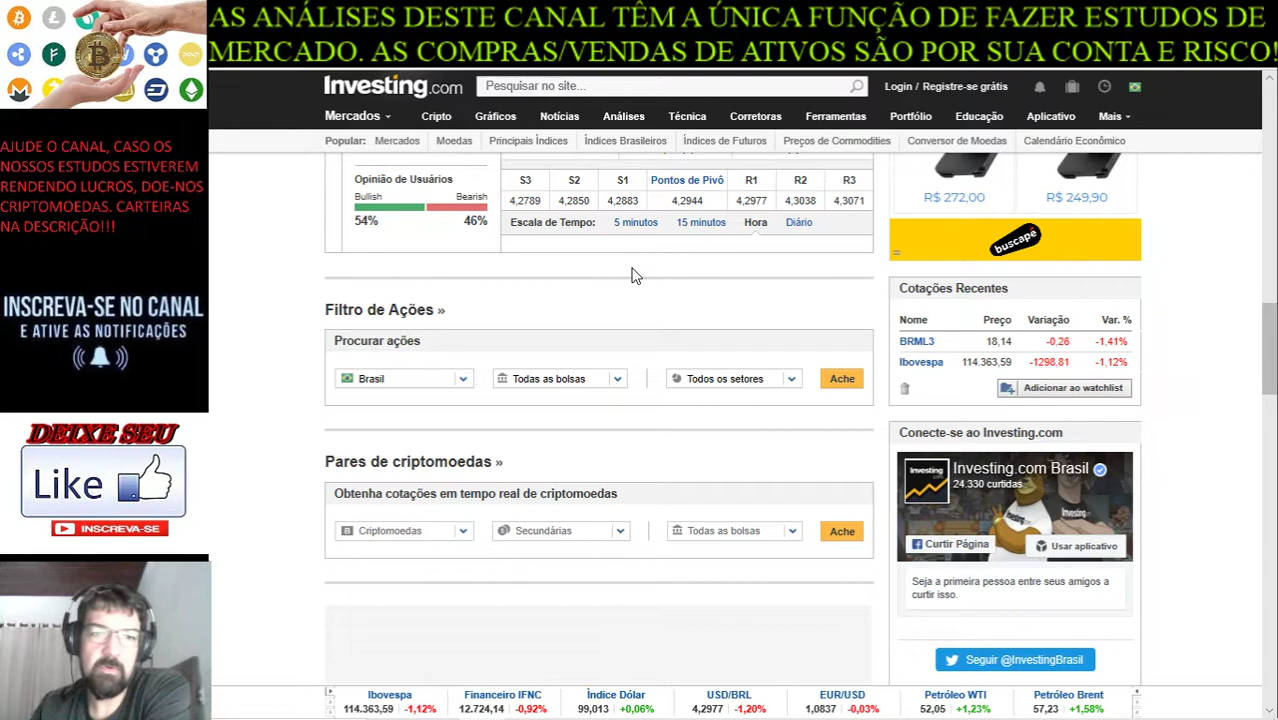 AS ANÁLISES DESTE CANAL TÊM A ÚNICA FUNÇÃO DE FAZER ESTUDOS DE
MERCADO. AS COMPRAS/VENDAS DE ATIVOS SÃO POR SUA CONTA E RISCO!
AJUDE O CANAL, CASO OS
NOSSOS ESTUDOS ESTIVEREM
RENDENDO LUCROS, DOE-NOS
CRIPTOMOEDAS. CARTEIRAS
NA DESCRIÇÃO!!!
INSCREVA-SE NO CANAL
E ATIVE AS NOTIFICAÇÕES
DEIXE SEU
Like
INSCREVA-SE
Investing.com
Pesquisar no site...
Login / Registre-se grátis
Mercados Cripto Gráficos Notícias Análises Técnica Corretoras Portfólio Ferramentas Educação Aplicativo Mais
Popular: Mercados Moedas Principais Índices Índices Brasileiros Índices de Futuros Preços de Commodities Conversor de Moedas Calendário Econômico
Opinião de Usuários
Bullish Bearish
54% 46%
S3 S2 S1 Pontos de Pivô R1 R2 R3
4,2789 4,2850 4,2883 4,2944 4,2977 4,3038 4,3071
Escala de Tempo: 5 minutos 15 minutos Hora Diário
Filtro de Ações »
Procurar ações
Brasil Todas as bolsas Todos os setores Ache
Pares de criptomoedas »
Obtenha cotações em tempo real de criptomoedas
Criptomoedas Secundárias Todas as bolsas Ache
R$ 272,00 R$ 249,90
buscapé
Cotações Recentes
Nome Preço Variação Var. %
BRML3 18,14 -0,26 -1,41%
Ibovespa 114.363,59 -1298,81 -1,12%
Adicionar ao watchlist
Conecte-se ao Investing.com
Investing
Investing.com Brasil
24.330 curtidas
Investing.com
Curtir Página
Usar aplicativo
Seja a primeira pessoa entre seus amigos a
curtir isso.
Seguir @InvestingBrasil
Ibovespa Financeiro IFNC Índice Dólar USD/BRL EUR/USD Petróleo WTI Petróleo Brent
114.363,59 -1,12% 12.724,14 -0,92% 99,013 +0,06% 4,2977 -1,20% 1,0837 -0,03% 52,05 +1,23% 57,23 +1,58%